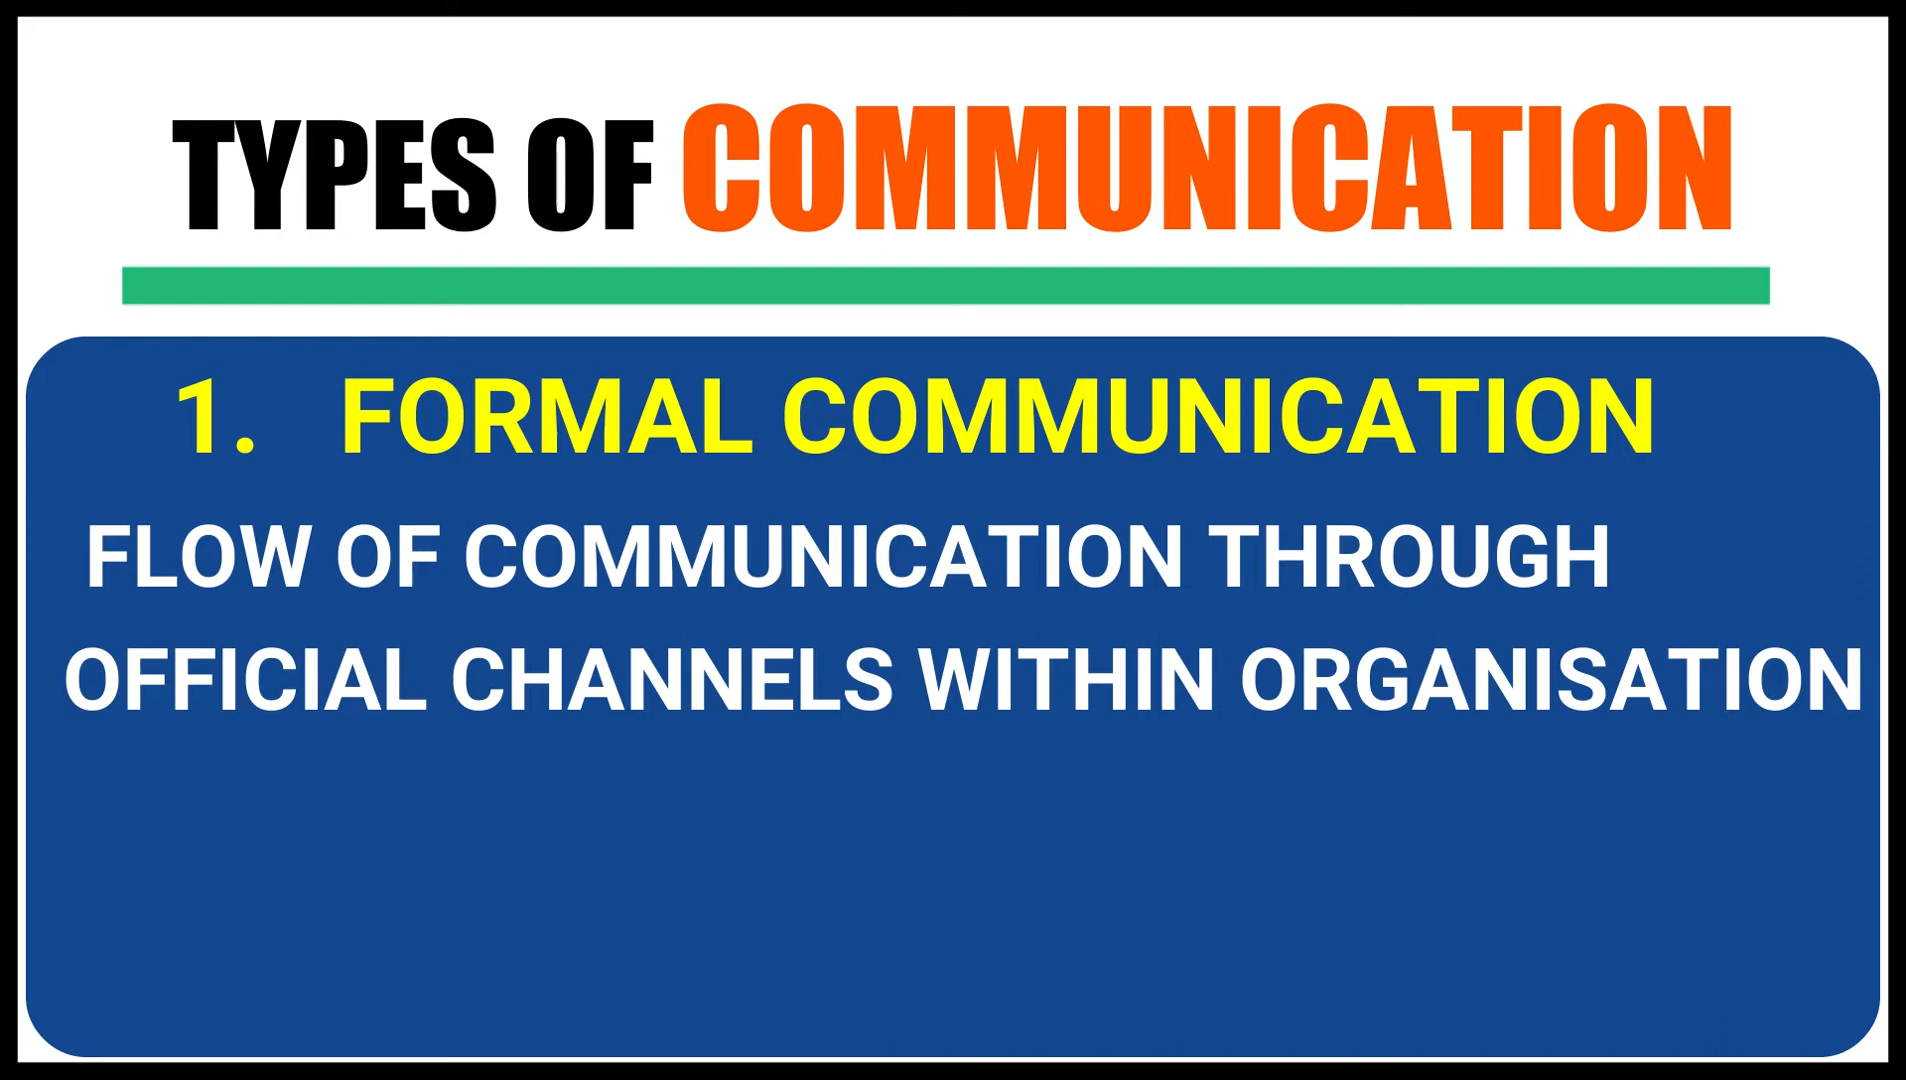 TYPES OF COMMUNICATION
1. FORMAL COMMUNICATION
FLOW OF COMMUNICATION THROUGH
OFFICIAL CHANNELS WITHIN ORGANISATION